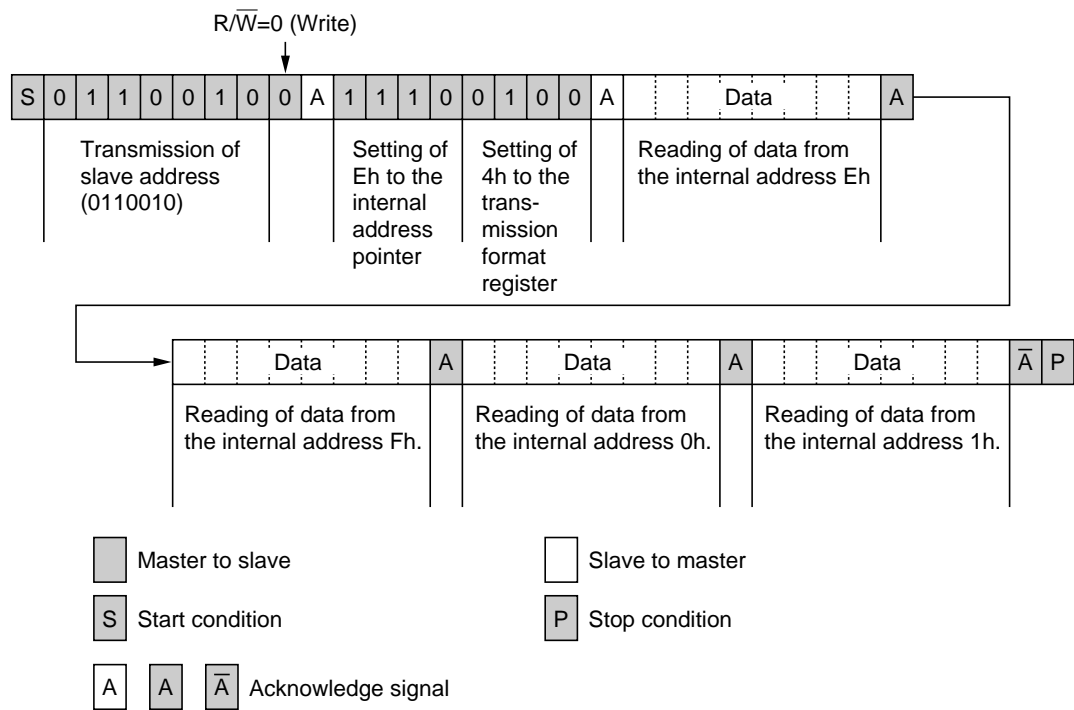 R/W̅=0 (Write)
S 0 1 1 0 0 1 0 0 A 1 1 1 0 0 1 0 0 A Data A
Transmission of
slave address
(0110010)
Setting of
Eh to the
internal
address
pointer
Setting of
4h to the
trans-
mission
format
register
Reading of data from
the internal address Eh
Data A Data A Data A̅ P
Reading of data from
the internal address Fh.
Reading of data from
the internal address 0h.
Reading of data from
the internal address 1h.
Master to slave
Slave to master
S Start condition
P Stop condition
A A A̅ Acknowledge signal